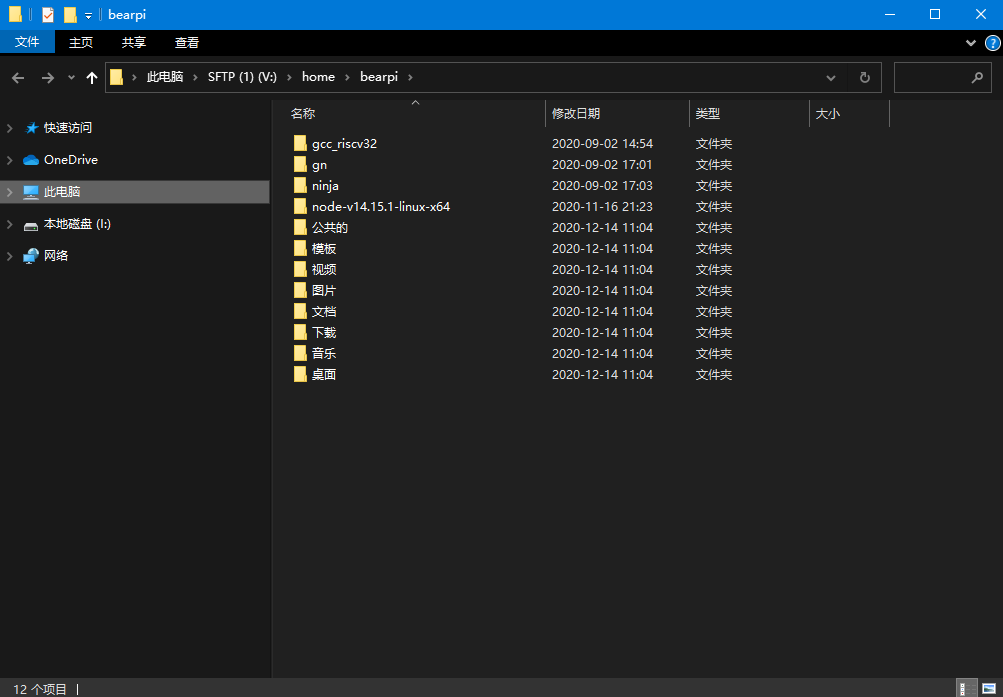 bearpi
文件 主页 共享 查看
此电脑 SFTP (1) (V:) home bearpi
名称 修改日期 类型 大小
快速访问
OneDrive
此电脑
本地磁盘 (I:)
网络
gcc_riscv32 2020-09-02 14:54 文件夹
gn 2020-09-02 17:01 文件夹
ninja 2020-09-02 17:03 文件夹
node-v14.15.1-linux-x64 2020-11-16 21:23 文件夹
公共的 2020-12-14 11:04 文件夹
模板 2020-12-14 11:04 文件夹
视频 2020-12-14 11:04 文件夹
图片 2020-12-14 11:04 文件夹
文档 2020-12-14 11:04 文件夹
下载 2020-12-14 11:04 文件夹
音乐 2020-12-14 11:04 文件夹
桌面 2020-12-14 11:04 文件夹
12 个项目